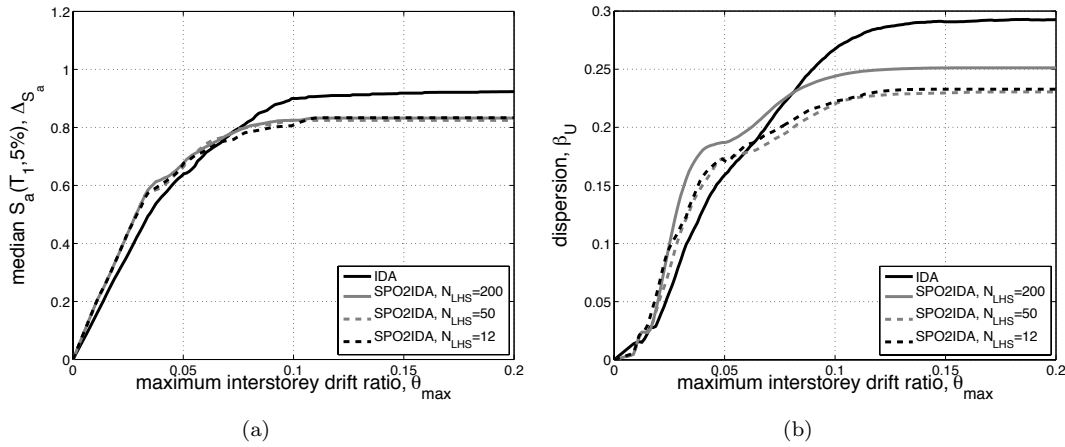 1.2
1
0.8
0.6
0.4
0.2
0
median S_a(T_1,5%), Δ_{S_a}
IDA
SPO2IDA, N_LHS=200
SPO2IDA, N_LHS=50
SPO2IDA, N_LHS=12
0 0.05 0.1 0.15 0.2
maximum interstorey drift ratio, θ_max
(a)
0.3
0.25
0.2
0.15
0.1
0.05
0
dispersion, β_U
IDA
SPO2IDA, N_LHS=200
SPO2IDA, N_LHS=50
SPO2IDA, N_LHS=12
0 0.05 0.1 0.15 0.2
maximum interstorey drift ratio, θ_max
(b)